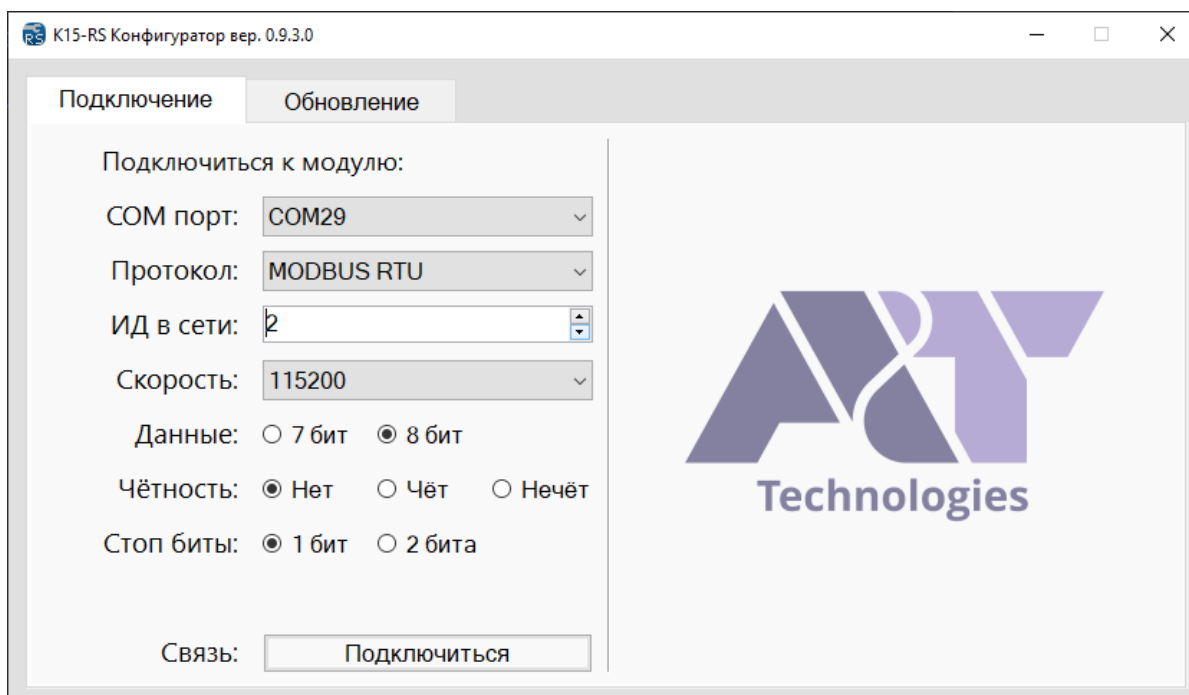 RS K15-RS Конфигуратор вер. 0.9.3.0
Подключение Обновление
Подключиться к модулю:
COM порт: COM29
Протокол: MODBUS RTU
ИД в сети: 2
Скорость: 115200
Данные: 7 бит 8 бит
Чётность: Нет Чёт Нечёт
Стоп биты: 1 бит 2 бита
Связь: Подключиться
A&T
Technologies